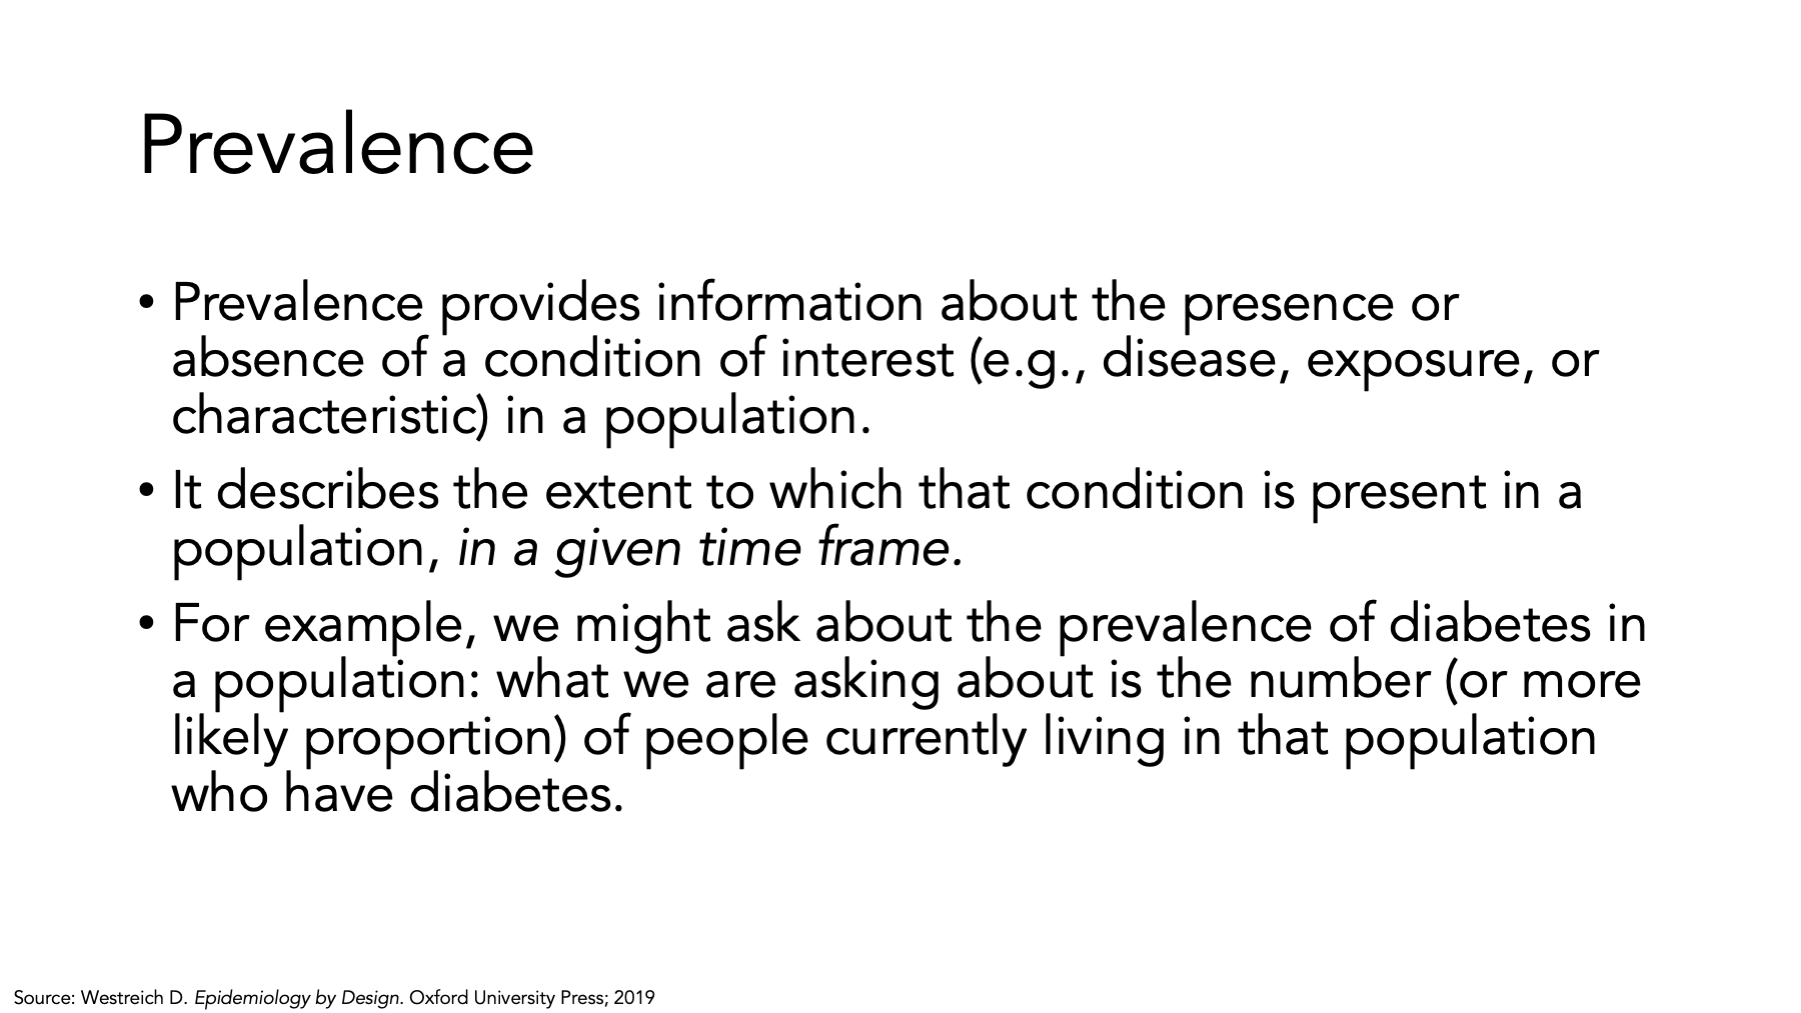 Prevalence
• Prevalence provides information about the presence or
absence of a condition of interest (e.g., disease, exposure, or
characteristic) in a population.
• It describes the extent to which that condition is present in a
population, in a given time frame.
• For example, we might ask about the prevalence of diabetes in
a population: what we are asking about is the number (or more
likely proportion) of people currently living in that population
who have diabetes.
Source: Westreich D. Epidemiology by Design. Oxford University Press; 2019